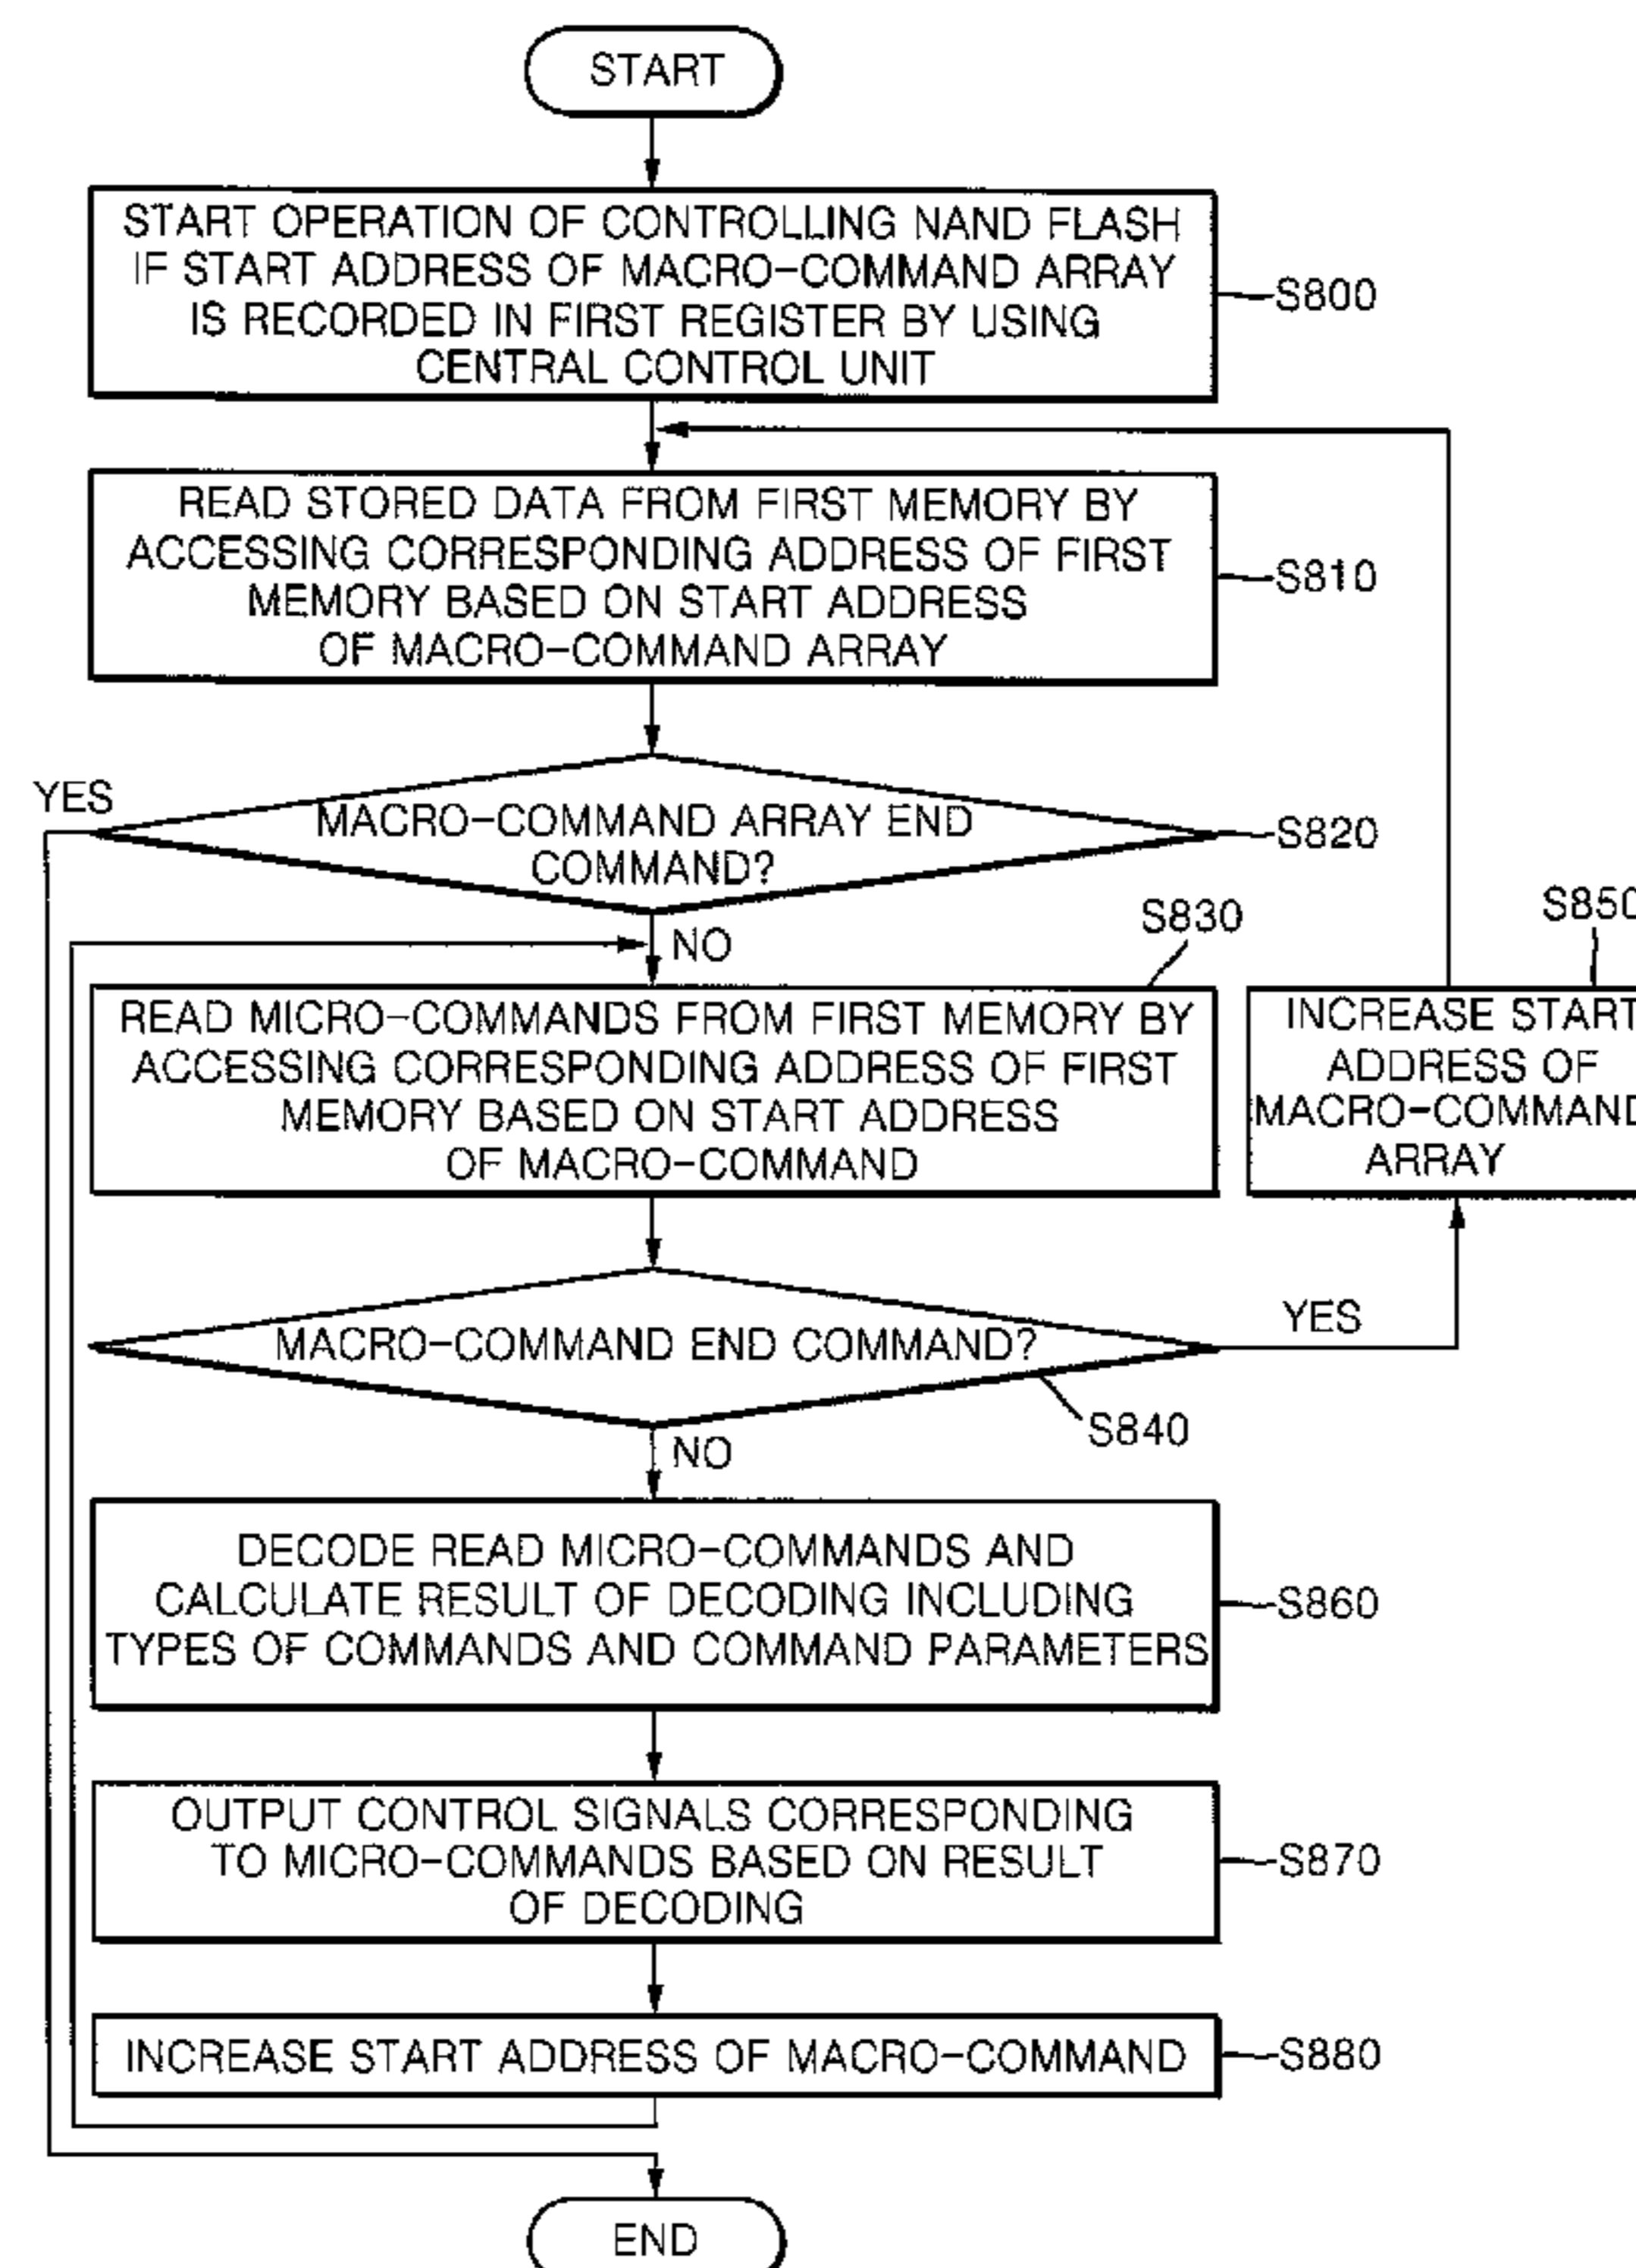 START
START OPERATION OF CONTROLLING NAND FLASH
IF START ADDRESS OF MACRO-COMMAND ARRAY
IS RECORDED IN FIRST REGISTER BY USING
CENTRAL CONTROL UNIT
S800
READ STORED DATA FROM FIRST MEMORY BY
ACCESSING CORRESPONDING ADDRESS OF FIRST
MEMORY BASED ON START ADDRESS
OF MACRO-COMMAND ARRAY
S810
YES
MACRO-COMMAND ARRAY END
COMMAND?
S820
NO
S830
S850
READ MICRO-COMMANDS FROM FIRST MEMORY BY
ACCESSING CORRESPONDING ADDRESS OF FIRST
MEMORY BASED ON START ADDRESS
OF MACRO-COMMAND
INCREASE START
ADDRESS OF
MACRO-COMMAND
ARRAY
MACRO-COMMAND END COMMAND?
YES
S840
NO
DECODE READ MICRO-COMMANDS AND
CALCULATE RESULT OF DECODING INCLUDING
TYPES OF COMMANDS AND COMMAND PARAMETERS
S860
OUTPUT CONTROL SIGNALS CORRESPONDING
TO MICRO-COMMANDS BASED ON RESULT
OF DECODING
S870
INCREASE START ADDRESS OF MACRO-COMMAND
S880
END